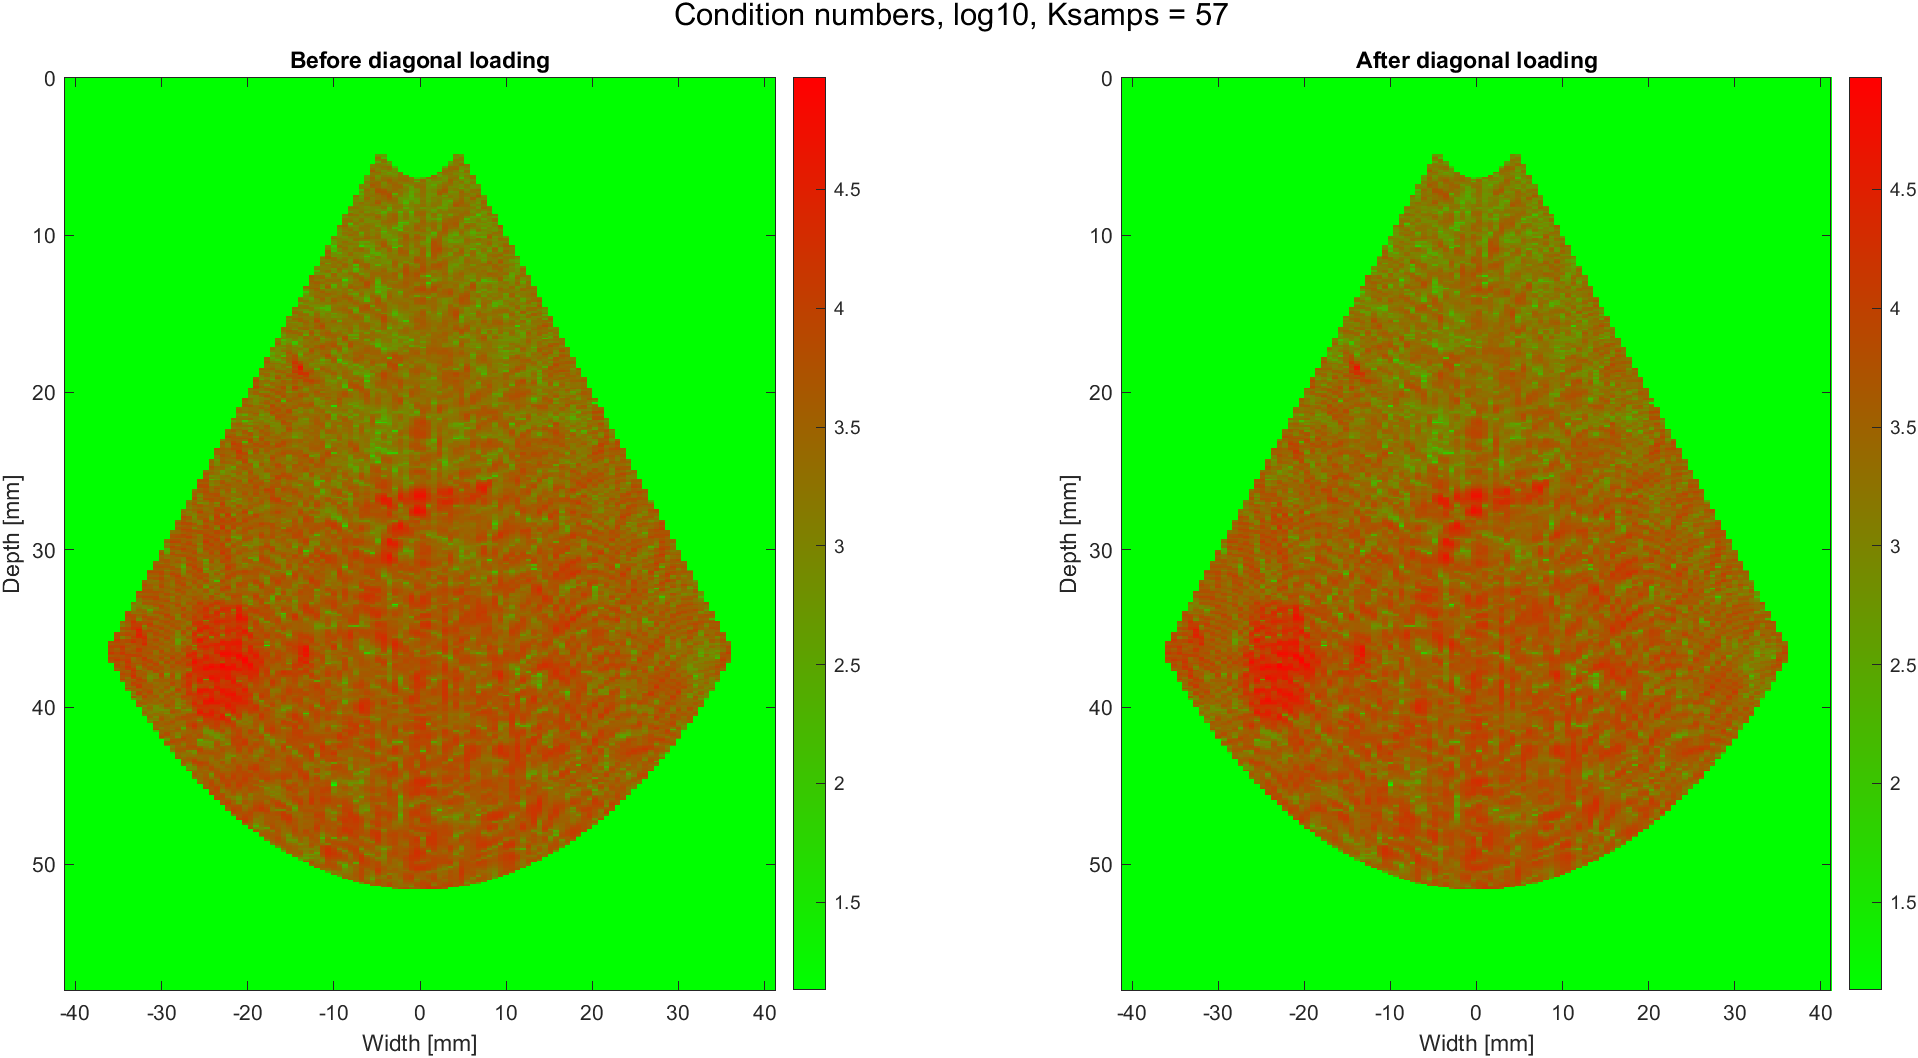 Condition numbers, log10, Ksamps = 57
Before diagonal loading
0
10
20
30
40
50
Depth [mm]
-40 -30 -20 -10 0 10 20 30 40
Width [mm]
4.5
4
3.5
3
2.5
2
1.5
After diagonal loading
0
10
20
30
40
50
Depth [mm]
-40 -30 -20 -10 0 10 20 30 40
Width [mm]
4.5
4
3.5
3
2.5
2
1.5